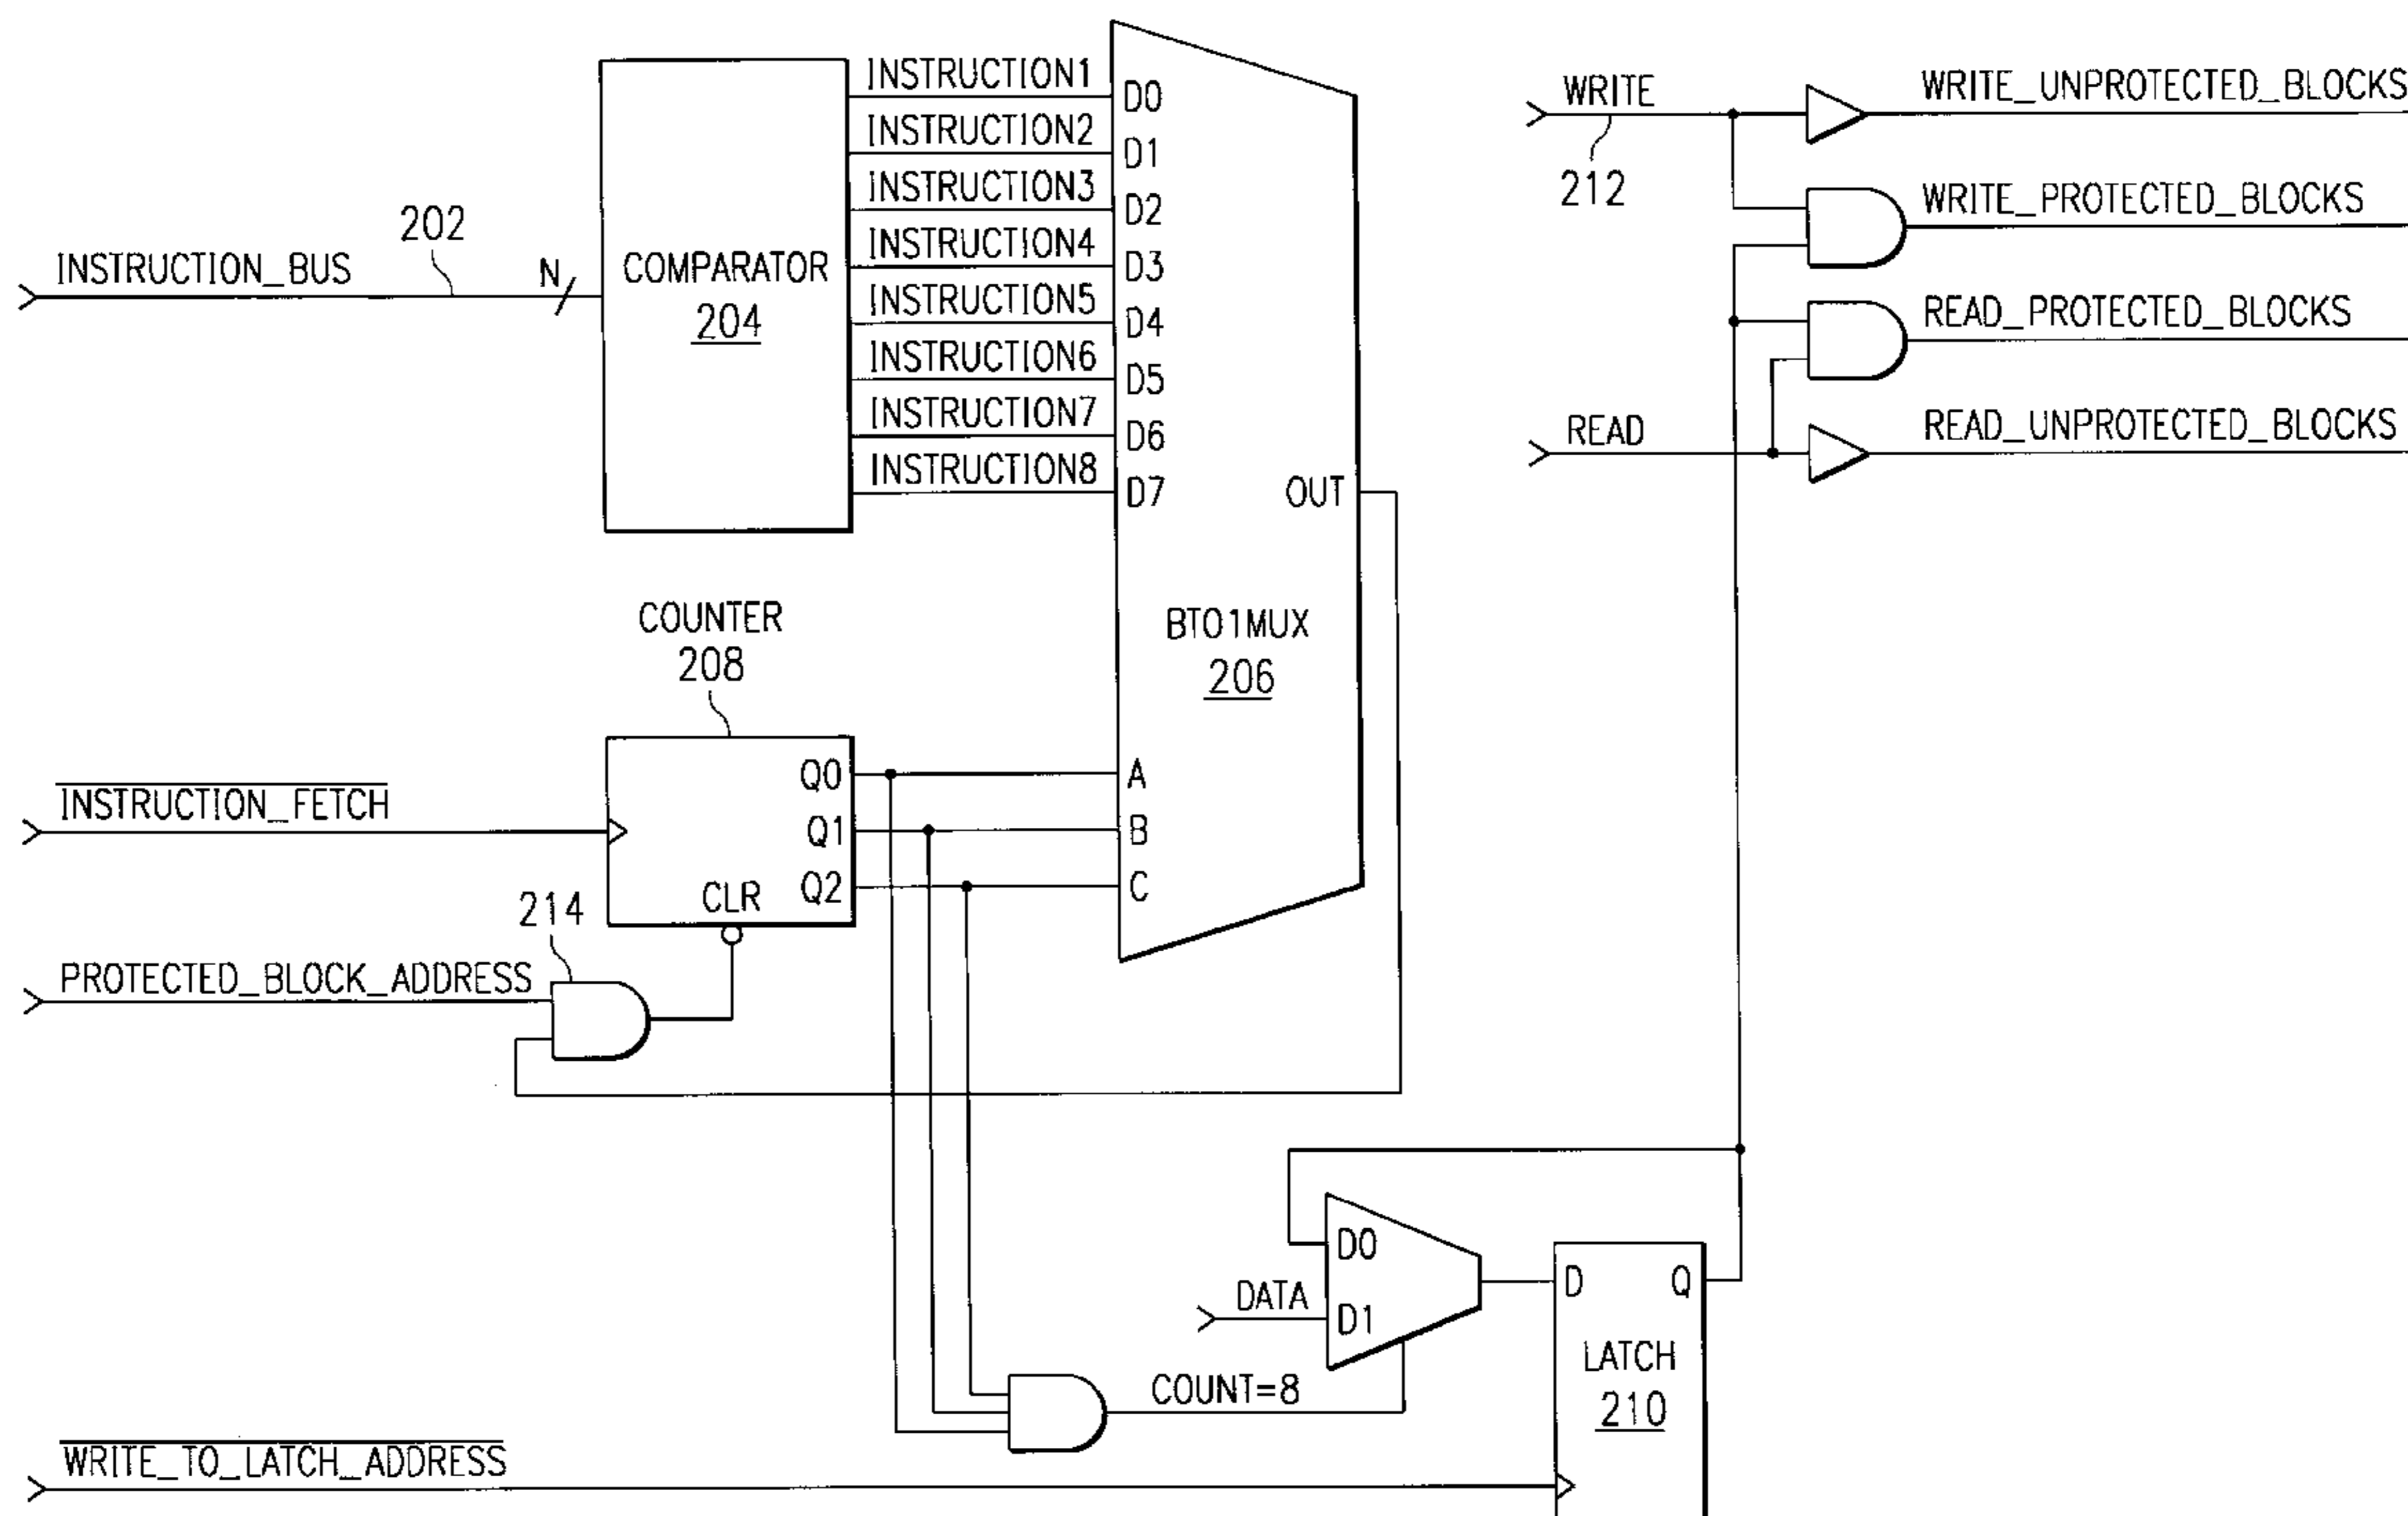 INSTRUCTION_BUS
202
N
COMPARATOR
204
INSTRUCTION1
INSTRUCTION2
INSTRUCTION3
INSTRUCTION4
INSTRUCTION5
INSTRUCTION6
INSTRUCTION7
INSTRUCTION8
D0
D1
D2
D3
D4
D5
D6
D7
OUT
BTO1MUX
206
A
B
C
WRITE
212
WRITE_UNPROTECTED_BLOCKS
WRITE_PROTECTED_BLOCKS
READ_PROTECTED_BLOCKS
READ
READ_UNPROTECTED_BLOCKS
COUNTER
208
INSTRUCTION_FETCH
Q0
Q1
Q2
CLR
214
PROTECTED_BLOCK_ADDRESS
D0
DATA
D1
D
Q
LATCH
210
COUNT=8
WRITE_TO_LATCH_ADDRESS